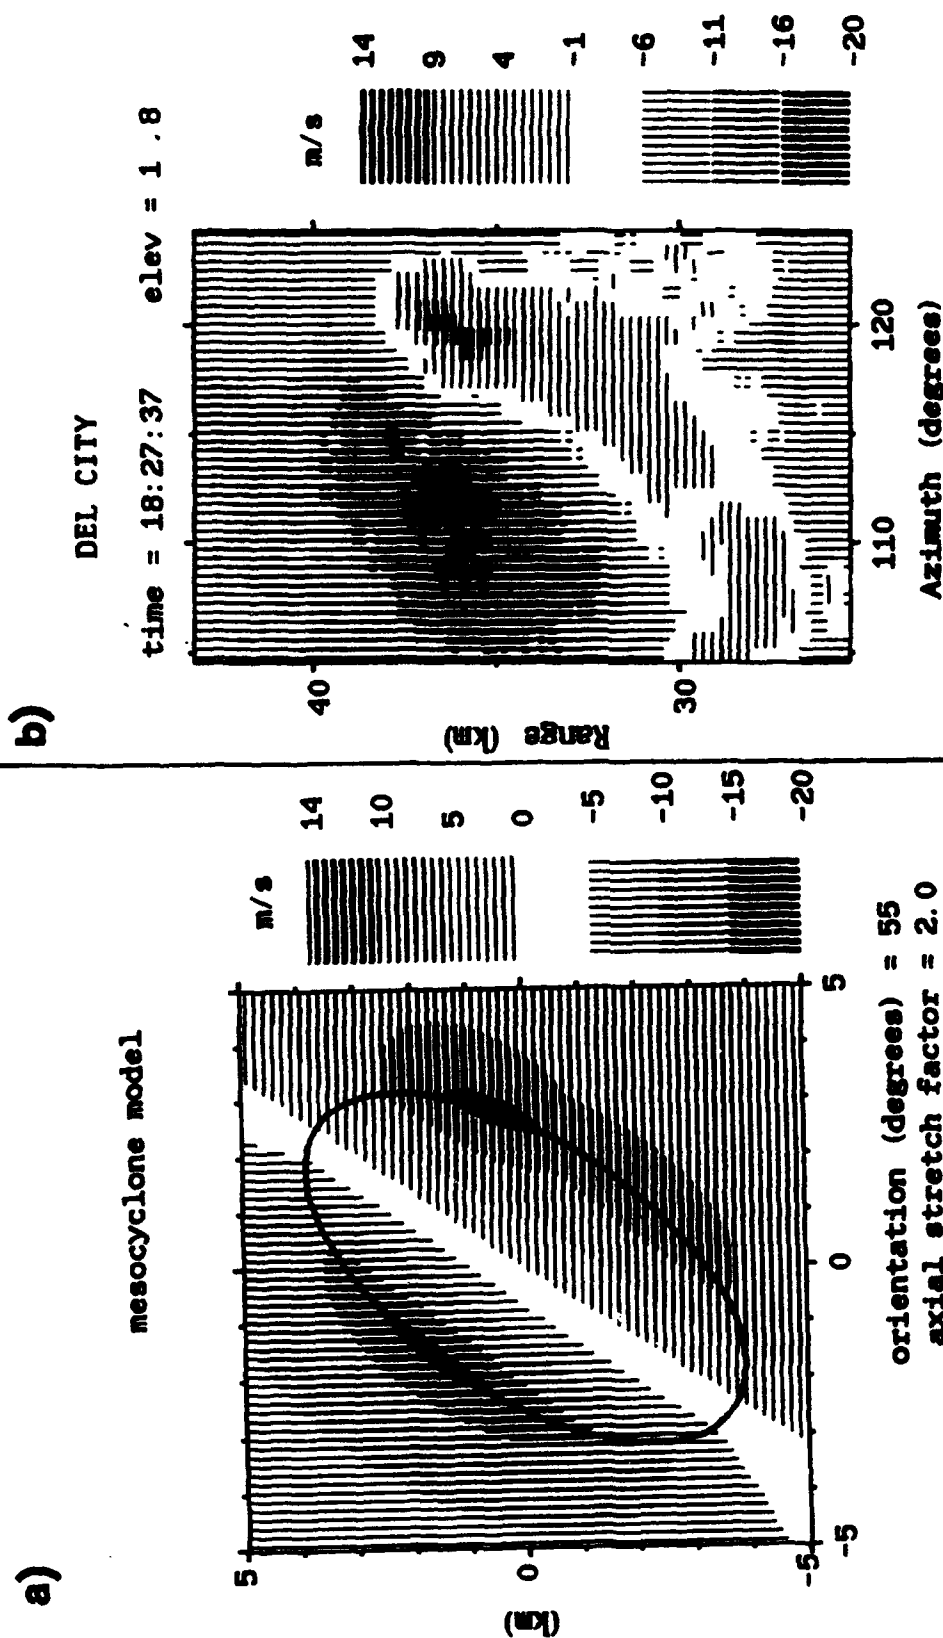 a)
mesocyclone model
m/s
14
10
5
0
-5
-10
-15
-20
5
0
-5
(km)
-5
0
5
orientation (degrees) = 55
axial stretch factor = 2.0
b)
DEL CITY
time = 18:27:37 elev = 1.8
m/s
14
9
4
-1
-6
-11
-16
-20
40
30
Range (km)
110
120
Azimuth (degrees)